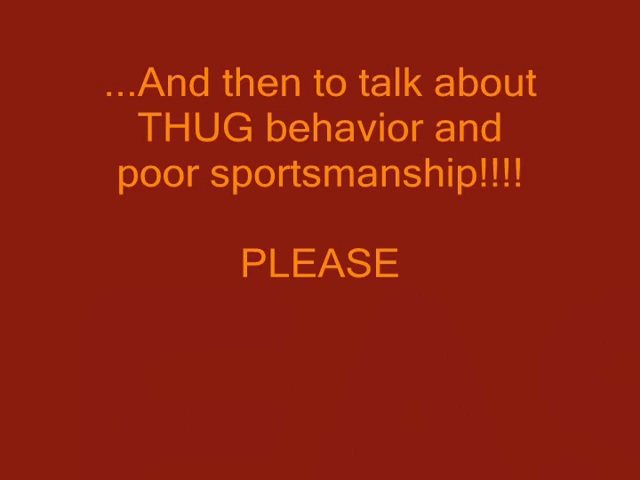 ...And then to talk about
THUG behavior and
poor sportsmanship!!!!
PLEASE